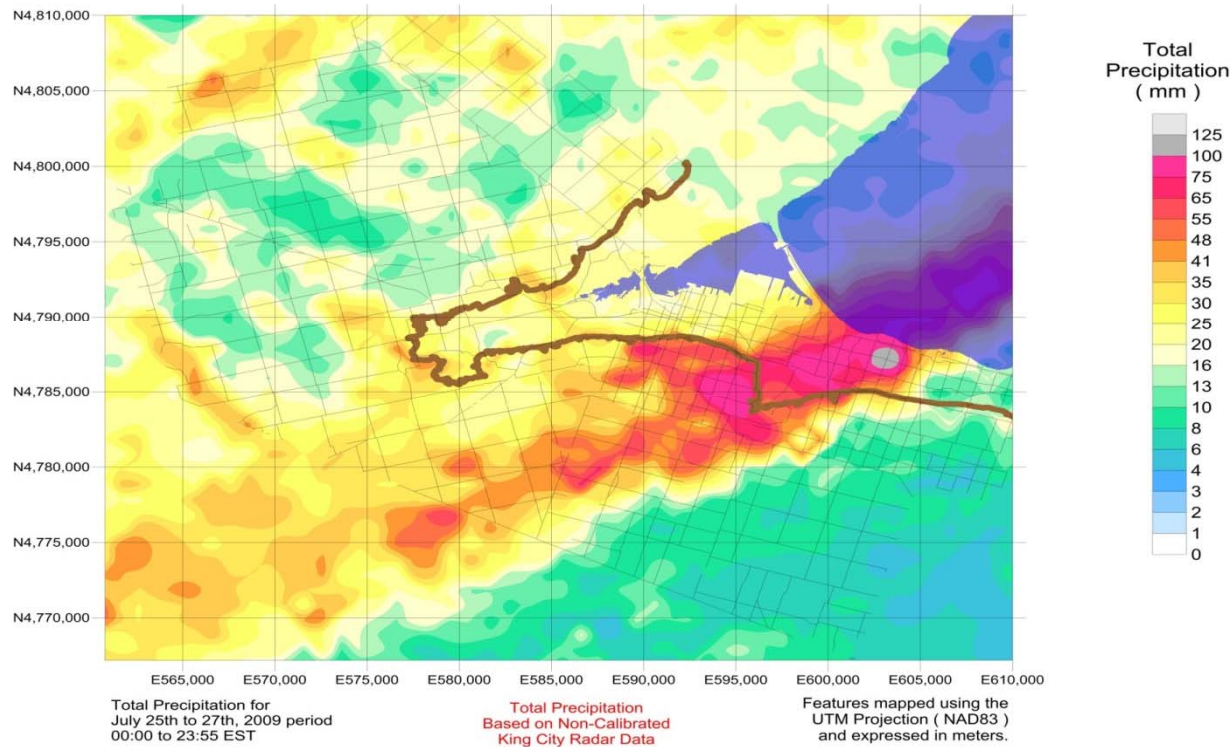 N4,810,000
N4,805,000
N4,800,000
N4,795,000
N4,790,000
N4,785,000
N4,780,000
N4,775,000
N4,770,000
E565,000 E570,000 E575,000 E580,000 E585,000 E590,000 E595,000 E600,000 E605,000 E610,000
Total
Precipitation
( mm )
125
100
75
65
55
48
41
35
30
25
20
16
13
10
8
6
4
3
2
1
0
Total Precipitation for
July 25th to 27th, 2009 period
00:00 to 23:55 EST
Total Precipitation
Based on Non-Calibrated
King City Radar Data
Features mapped using the
UTM Projection ( NAD83 )
and expressed in meters.